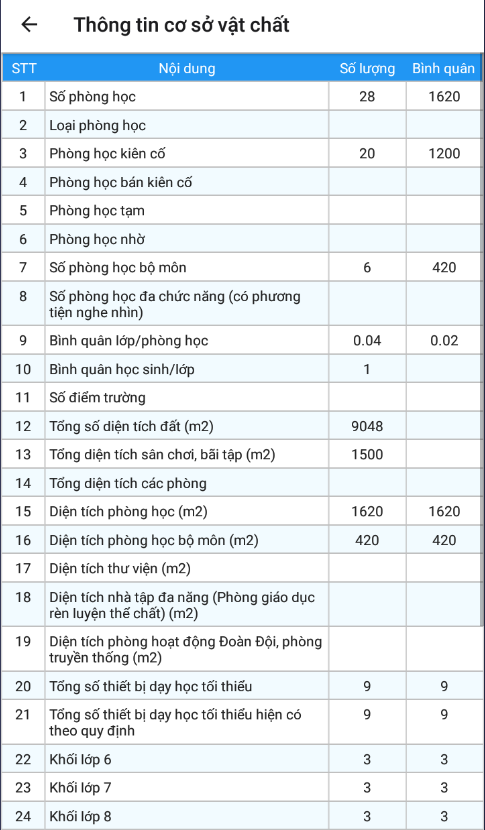 Thông tin cơ sở vật chất
STT Nội dung Số lượng Bình quân
1 Số phòng học 28 1620
2 Loại phòng học
3 Phòng học kiên cố 20 1200
4 Phòng học bán kiên cố
5 Phòng học tạm
6 Phòng học nhờ
7 Số phòng học bộ môn 6 420
8 Số phòng học đa chức năng (có phương
tiện nghe nhìn)
9 Bình quân lớp/phòng học 0.04 0.02
10 Bình quân học sinh/lớp 1
11 Số điểm trường
12 Tổng số diện tích đất (m2) 9048
13 Tổng diện tích sân chơi, bãi tập (m2) 1500
14 Tổng diện tích các phòng
15 Diện tích phòng học (m2) 1620 1620
16 Diện tích phòng học bộ môn (m2) 420 420
17 Diện tích thư viện (m2)
18 Diện tích nhà tập đa năng (Phòng giáo dục
rèn luyện thể chất) (m2)
19 Diện tích phòng hoạt động Đoàn Đội, phòng
truyền thống (m2)
20 Tổng số thiết bị dạy học tối thiểu 9 9
21 Tổng số thiết bị dạy học tối thiểu hiện có 9 9
theo quy định
22 Khối lớp 6 3 3
23 Khối lớp 7 3 3
24 Khối lớp 8 3 3